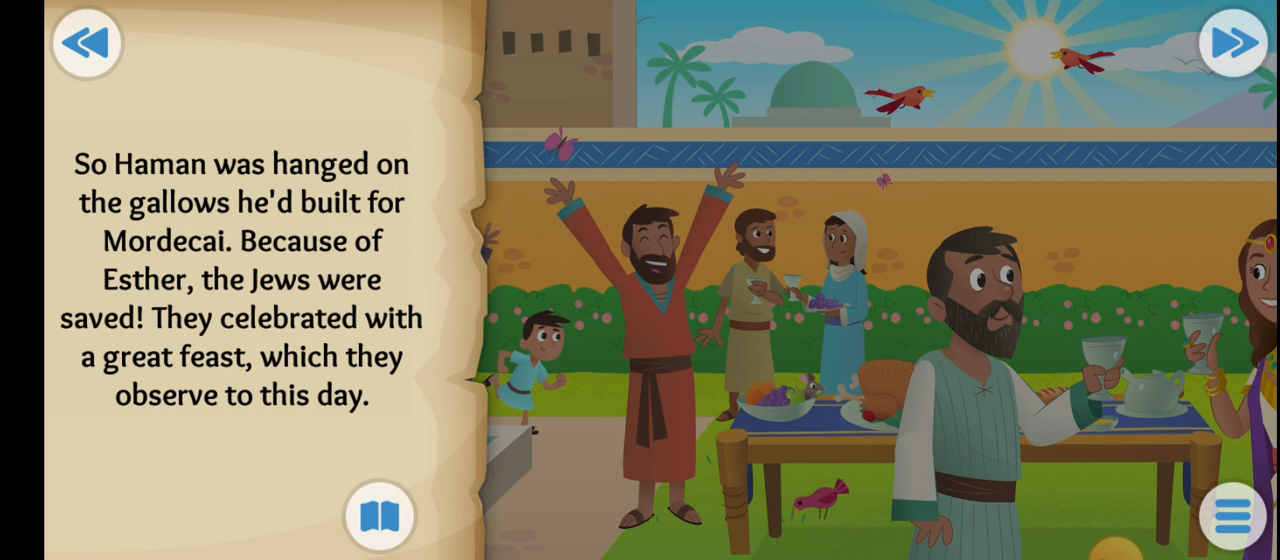 So Haman was hanged on
the gallows he'd built for
Mordecai. Because of
Esther, the Jews were
saved! They celebrated with
a great feast, which they
observe to this day.